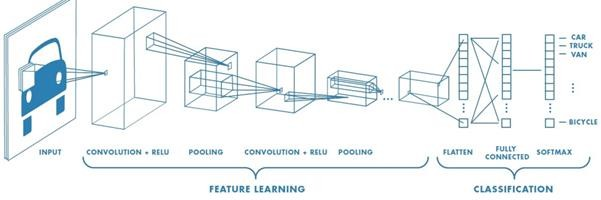 CAR
TRUCK
VAN
BICYCLE
INPUT
CONVOLUTION + RELU
POOLING
CONVOLUTION + RELU
POOLING
FLATTEN
FULLY
CONNECTED
SOFTMAX
FEATURE LEARNING
CLASSIFICATION